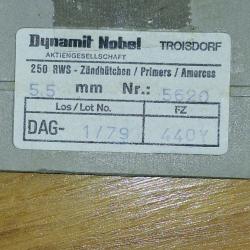 Dynamit Nobel TROISDORF
AKTIENGESELLSCHAFT
250 RWS - Zündhütchen / Primers / Amorces
5.5 mm Nr.: 5620
Los / Lot No. FZ
DAG- 1/79 440Y